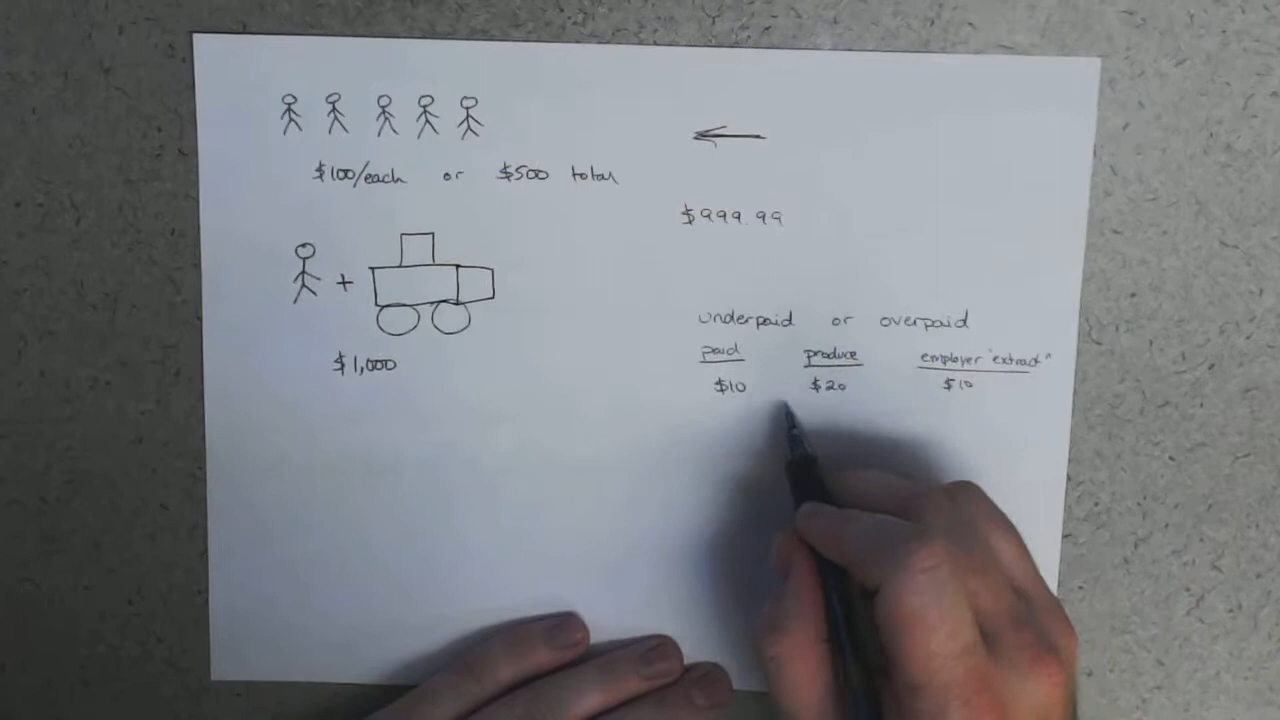 $100/each or $500 total
$999.99
$1,000
underpaid or overpaid
paid produce employer "extract"
$10 $20 $10